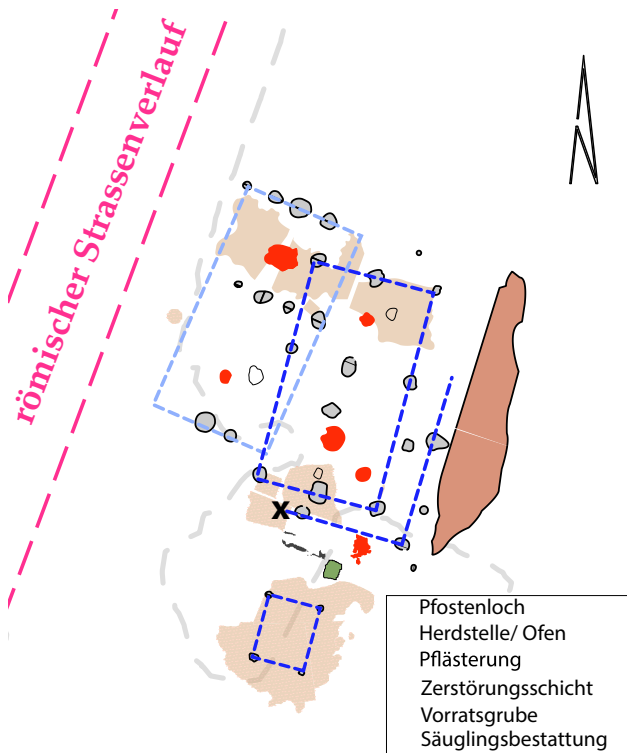 römischer Strassenverlauf
X
Pfostenloch
Herdstelle/ Ofen
Pflästerung
Zerstörungsschicht
Vorratsgrube
Säuglingsbestattung